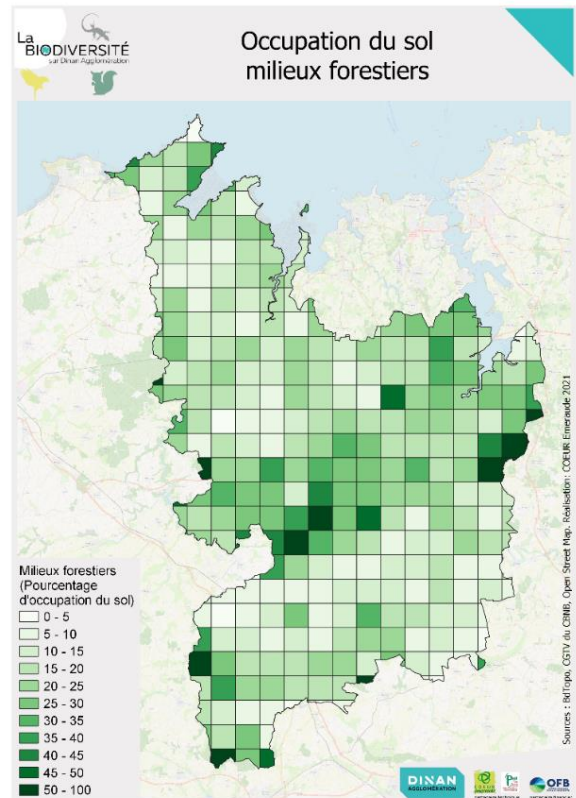 La
BIODIVERSITÉ
sur Dinan Agglomération
Occupation du sol
milieux forestiers
Milieux forestiers
(Pourcentage
d'occupation du sol)
0 - 5
5 - 10
10 - 15
15 - 20
20 - 25
25 - 30
30 - 35
35 - 40
40 - 45
45 - 50
50 - 100
Sources : BdTopo, CGTV du CBNB, Open Street Map. Réalisation: COEUR Emeraude 2021
DINAN
AGGLOMÉRATION
OFB